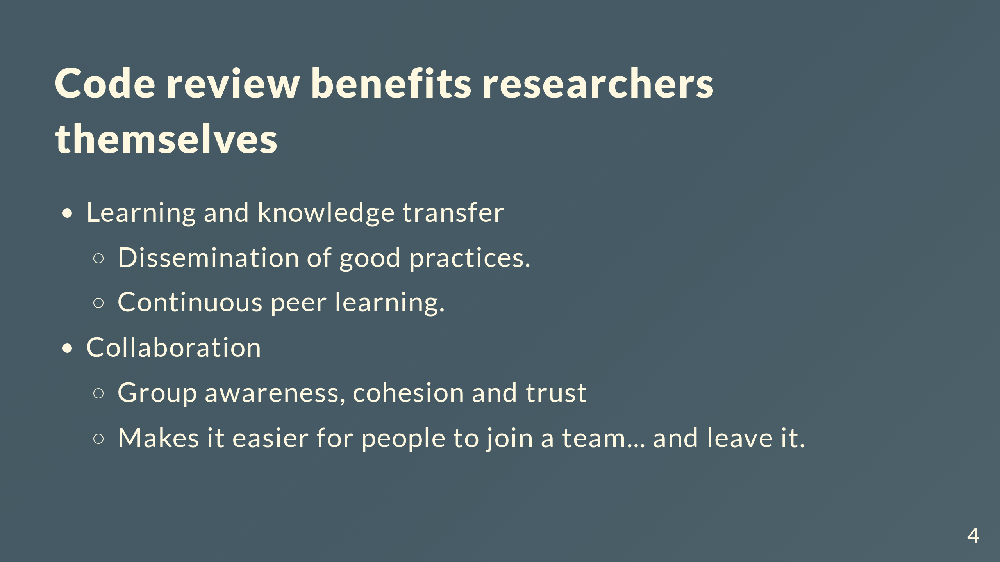 Code review benefits researchers
themselves
• Learning and knowledge transfer
○ Dissemination of good practices.
○ Continuous peer learning.
• Collaboration
○ Group awareness, cohesion and trust
○ Makes it easier for people to join a team... and leave it.
4